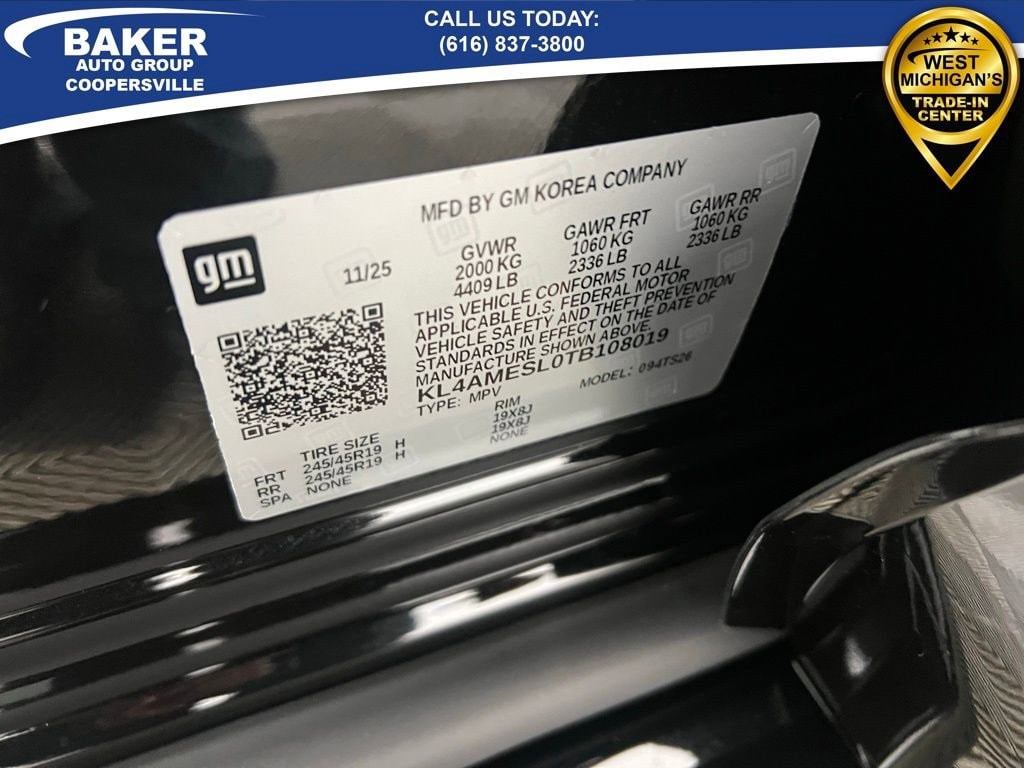 BAKER
AUTO GROUP
COOPERSVILLE
CALL US TODAY:
(616) 837-3800
WEST
MICHIGAN'S
TRADE-IN
CENTER
MFD BY GM KOREA COMPANY
gm
11/25
GVWR GAWR FRT GAWR RR
2000 KG 1060 KG 1060 KG
4409 LB 2336 LB 2336 LB
THIS VEHICLE CONFORMS TO ALL
APPLICABLE U.S. FEDERAL MOTOR
VEHICLE SAFETY AND THEFT PREVENTION
STANDARDS IN EFFECT ON THE DATE OF
MANUFACTURE SHOWN ABOVE.
KL4AMESL0TB108019
TYPE: MPV MODEL: 094TS26
TIRE SIZE RIM
FRT 245/45R19 H 19X8J
RR 245/45R19 H 19X8J
SPA NONE NONE